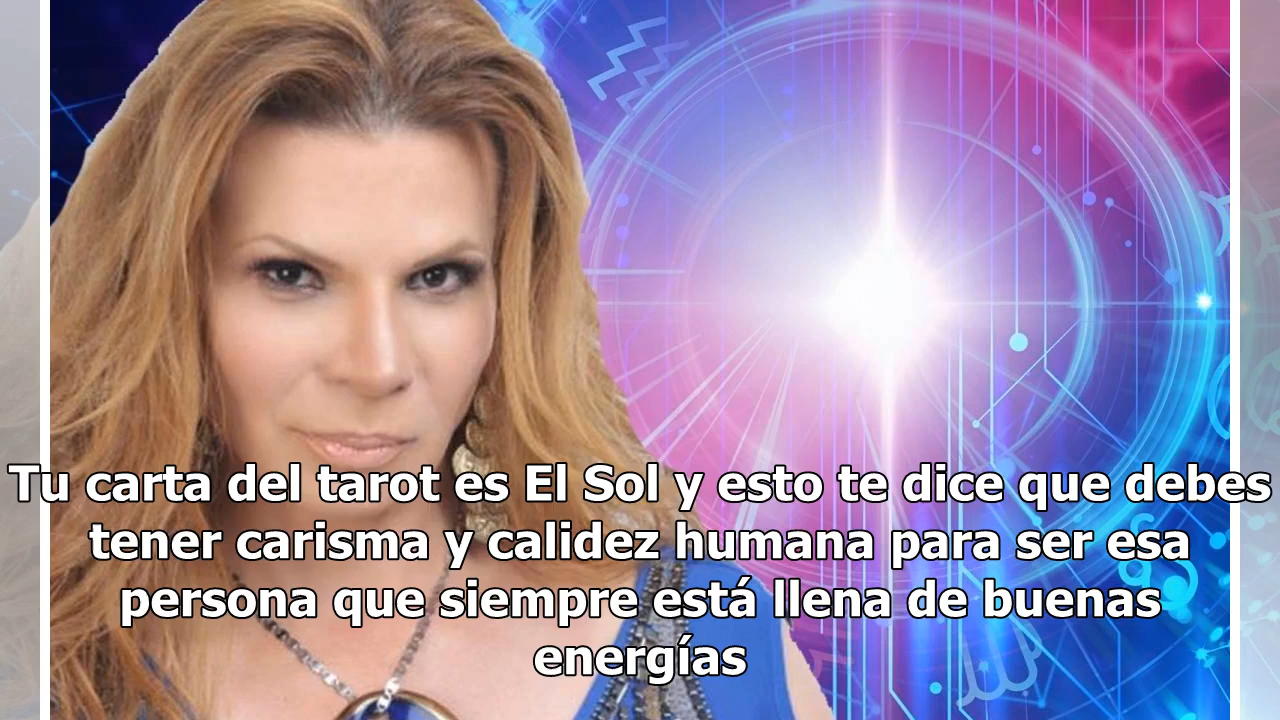 Tu carta del tarot es El Sol y esto te dice que debes
tener carisma y calidez humana para ser esa
persona que siempre está llena de buenas
energías